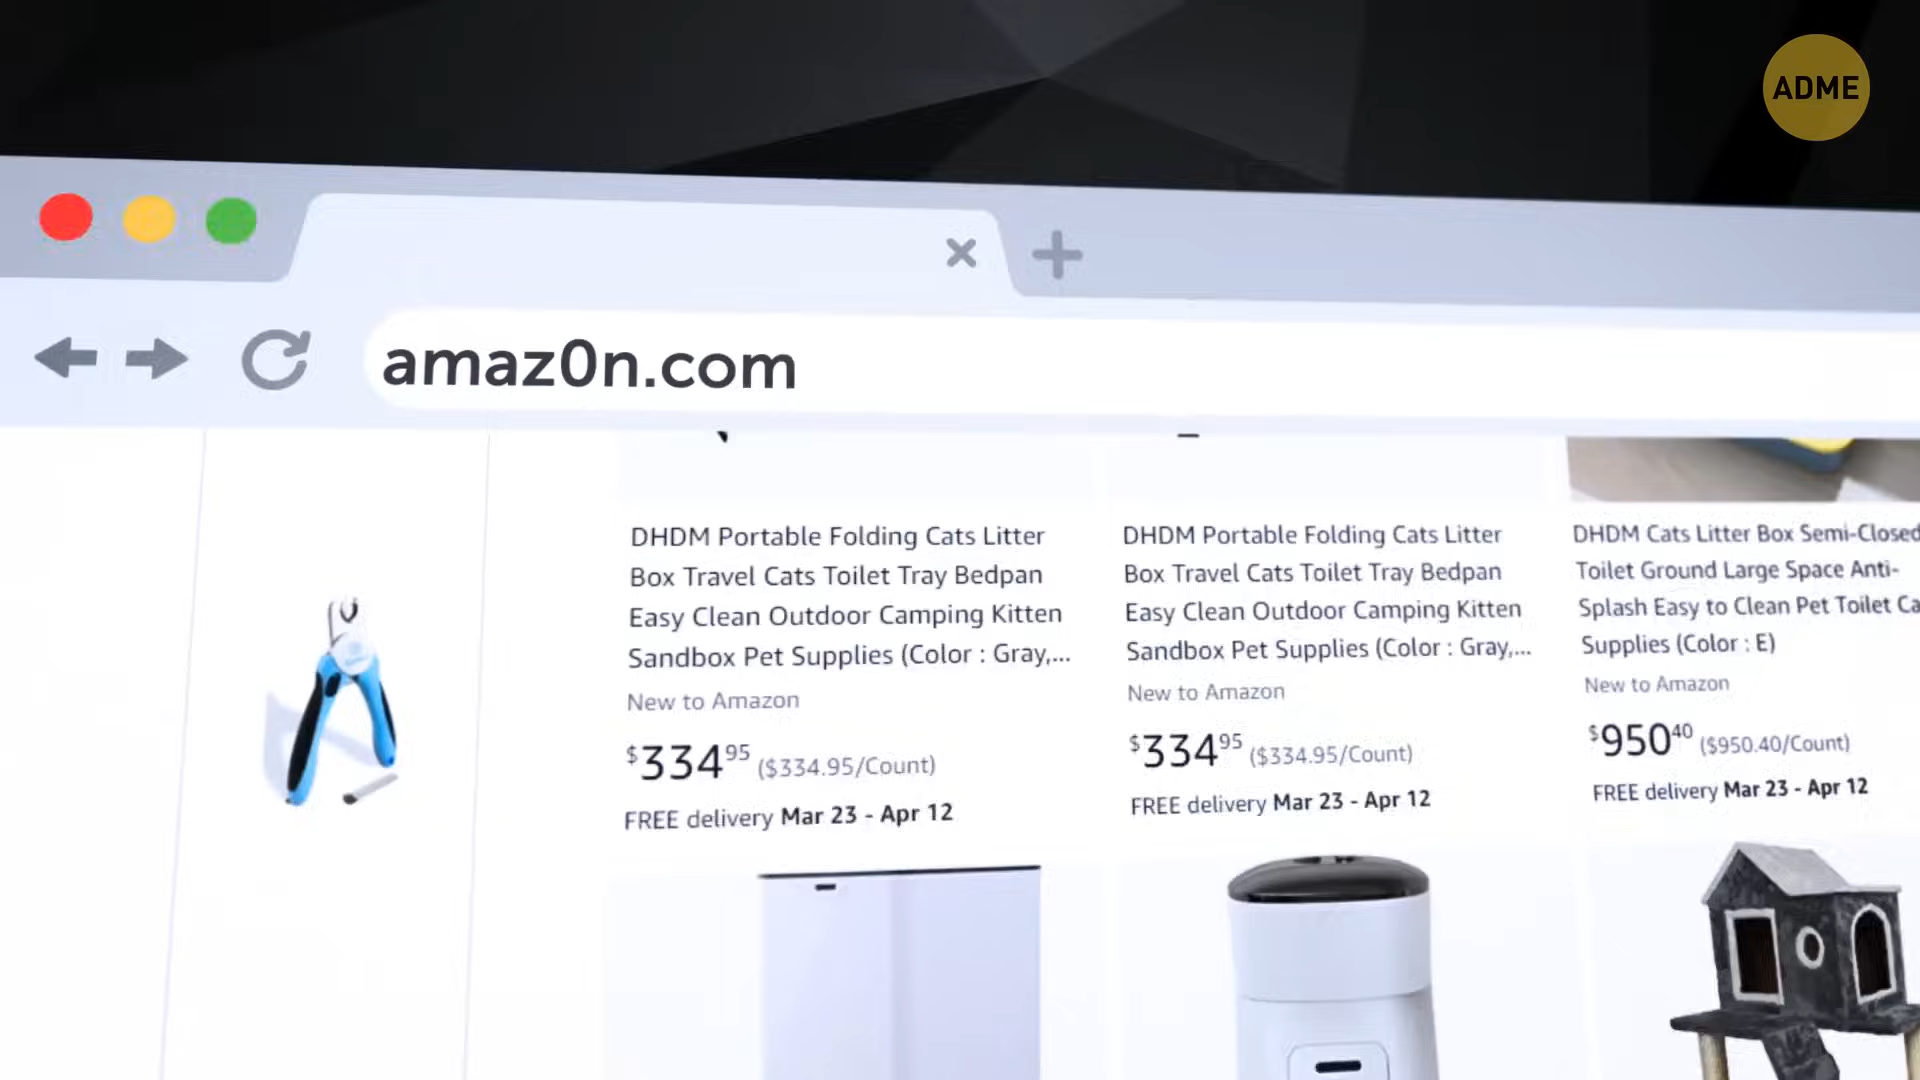 ADME
amaz0n.com
DHDM Portable Folding Cats Litter
Box Travel Cats Toilet Tray Bedpan
Easy Clean Outdoor Camping Kitten
Sandbox Pet Supplies (Color : Gray,...
New to Amazon
$334.95 ($334.95/Count)
FREE delivery Mar 23 - Apr 12
DHDM Portable Folding Cats Litter
Box Travel Cats Toilet Tray Bedpan
Easy Clean Outdoor Camping Kitten
Sandbox Pet Supplies (Color : Gray,...
New to Amazon
$334.95 ($334.95/Count)
FREE delivery Mar 23 - Apr 12
DHDM Cats Litter Box Semi-Closed
Toilet Ground Large Space Anti-
Splash Easy to Clean Pet Toilet
Supplies (Color : E)
New to Amazon
$950.40 ($950.40/Count)
FREE delivery Mar 23 - Apr 12